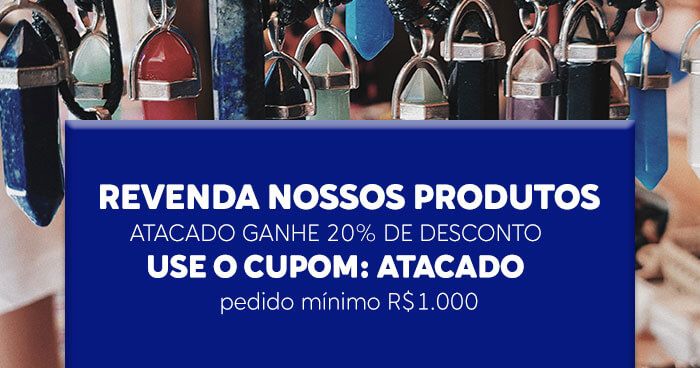 REVENDA NOSSOS PRODUTOS
ATACADO GANHE 20% DE DESCONTO
USE O CUPOM: ATACADO
pedido mínimo R$1.000